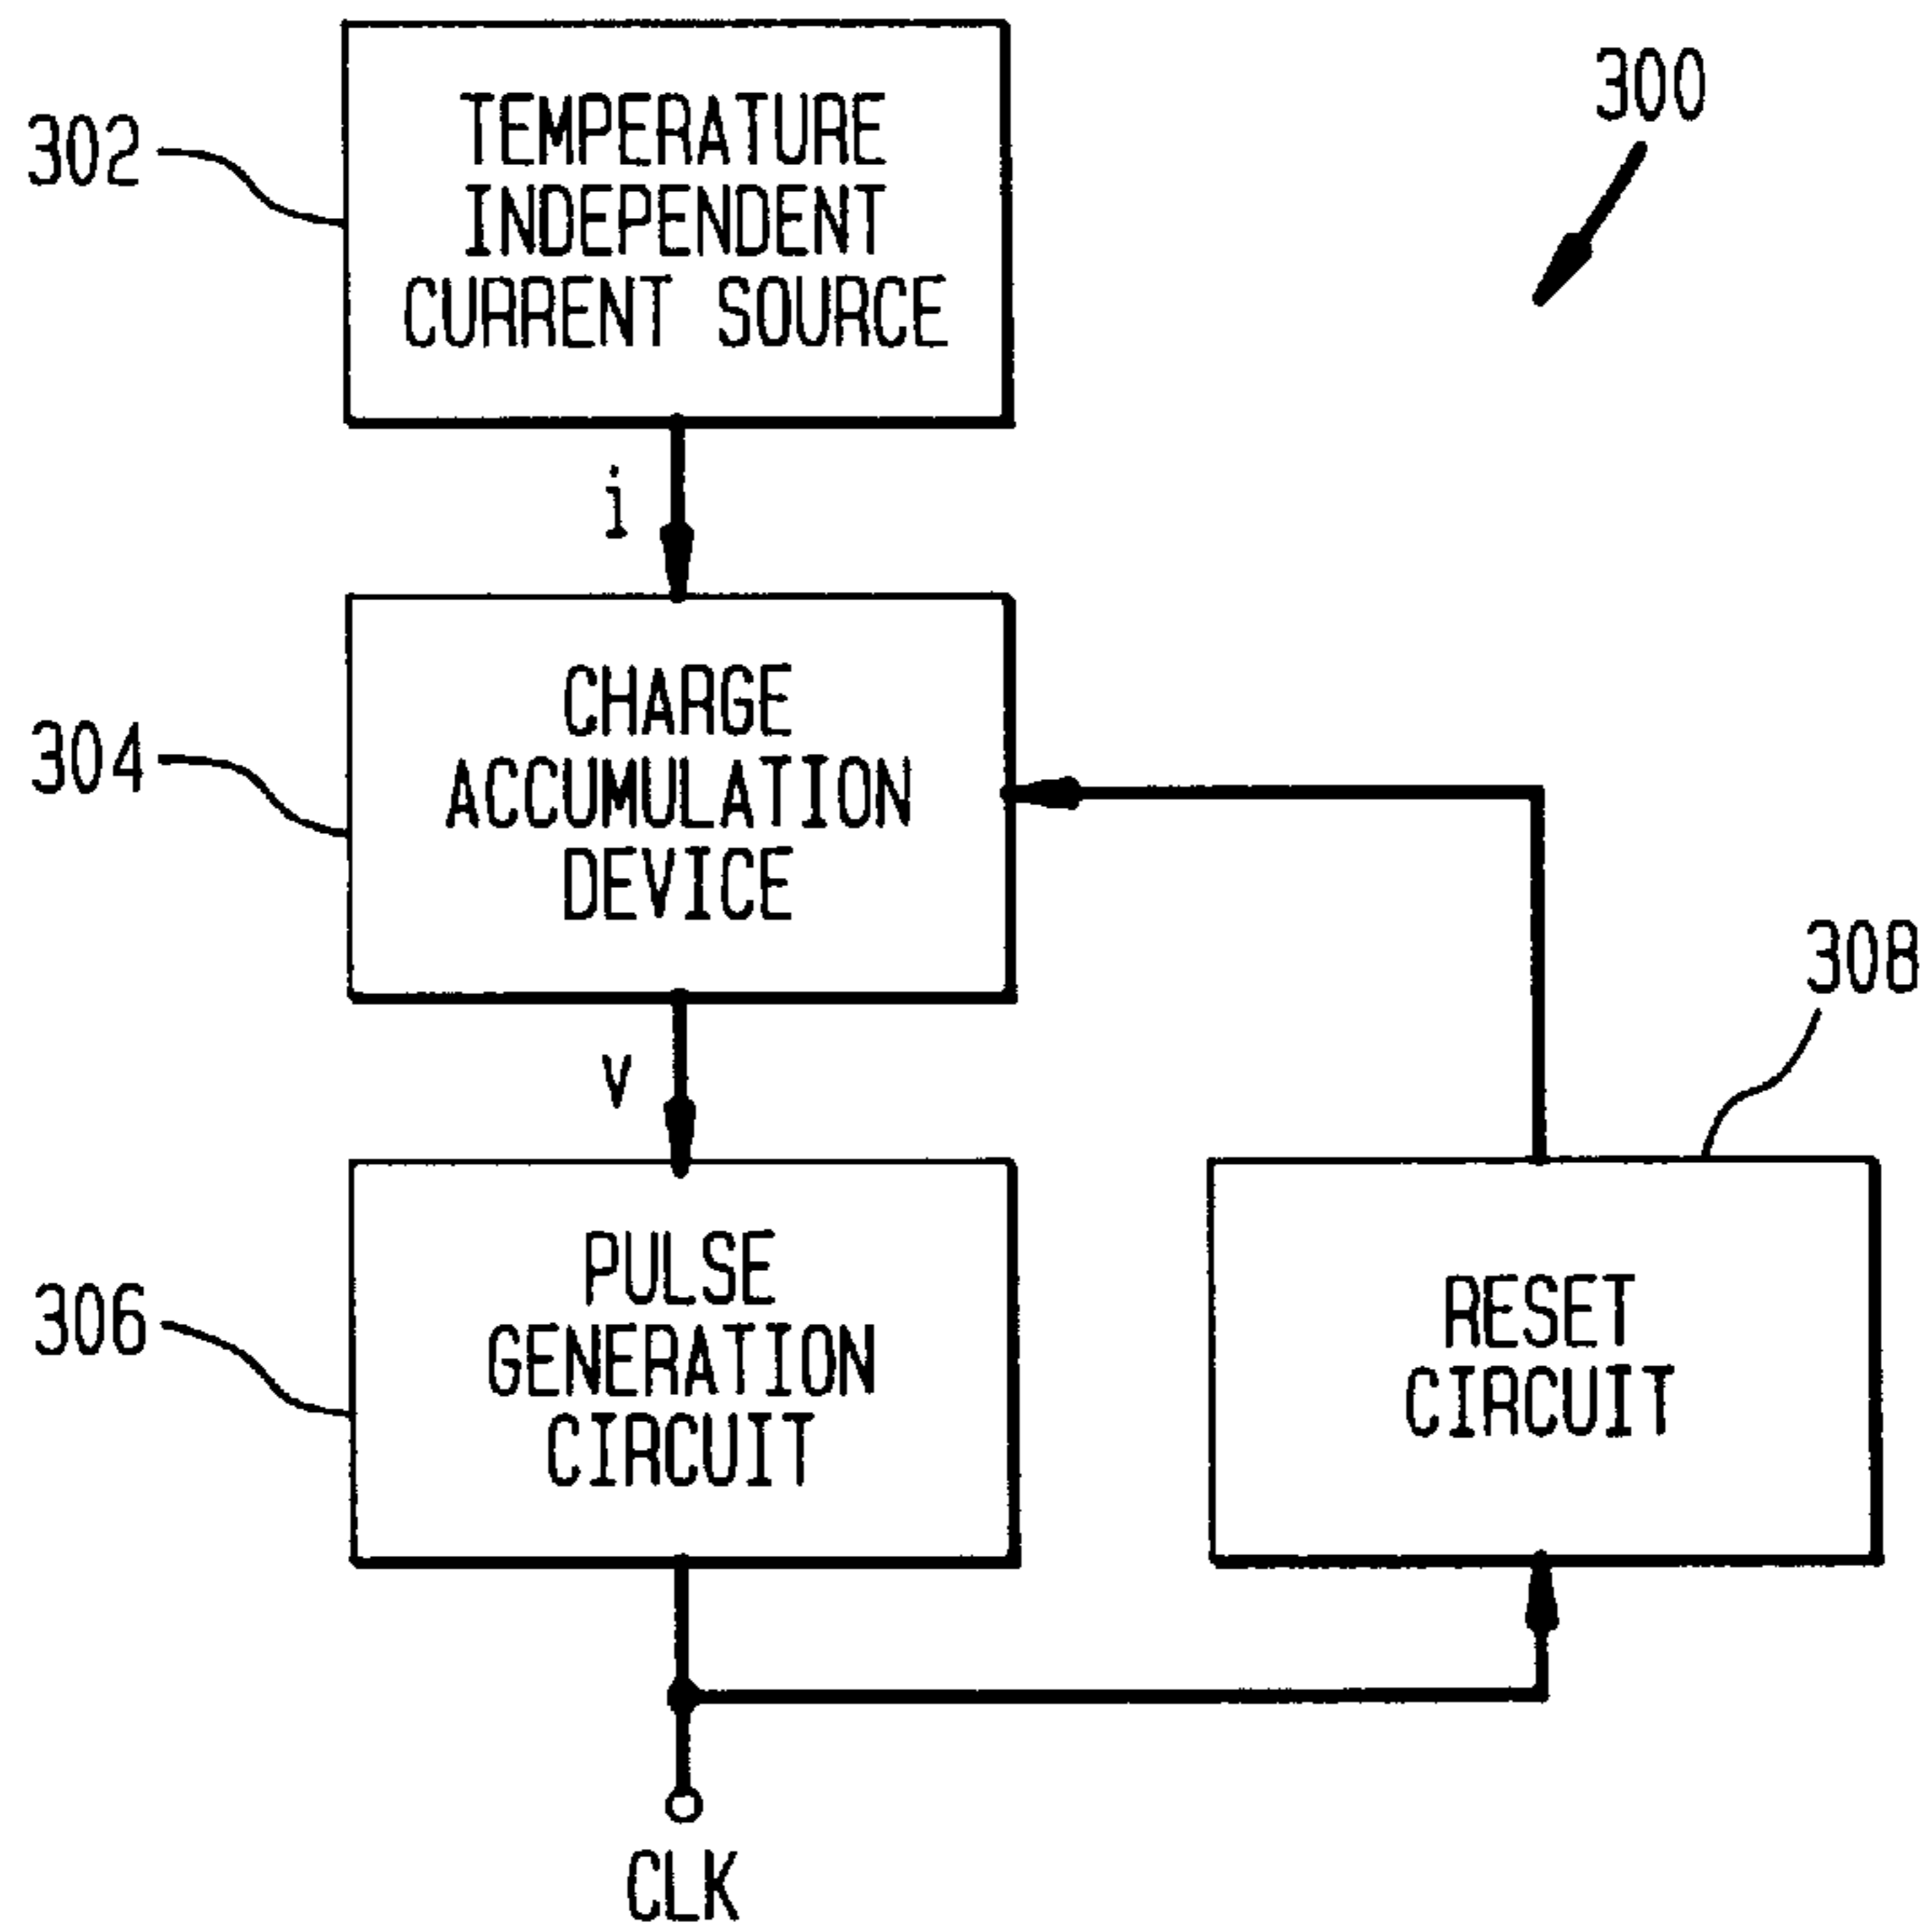 300
302
TEMPERATURE
INDEPENDENT
CURRENT SOURCE
i
304
CHARGE
ACCUMULATION
DEVICE
308
v
306
PULSE
GENERATION
CIRCUIT
RESET
CIRCUIT
CLK